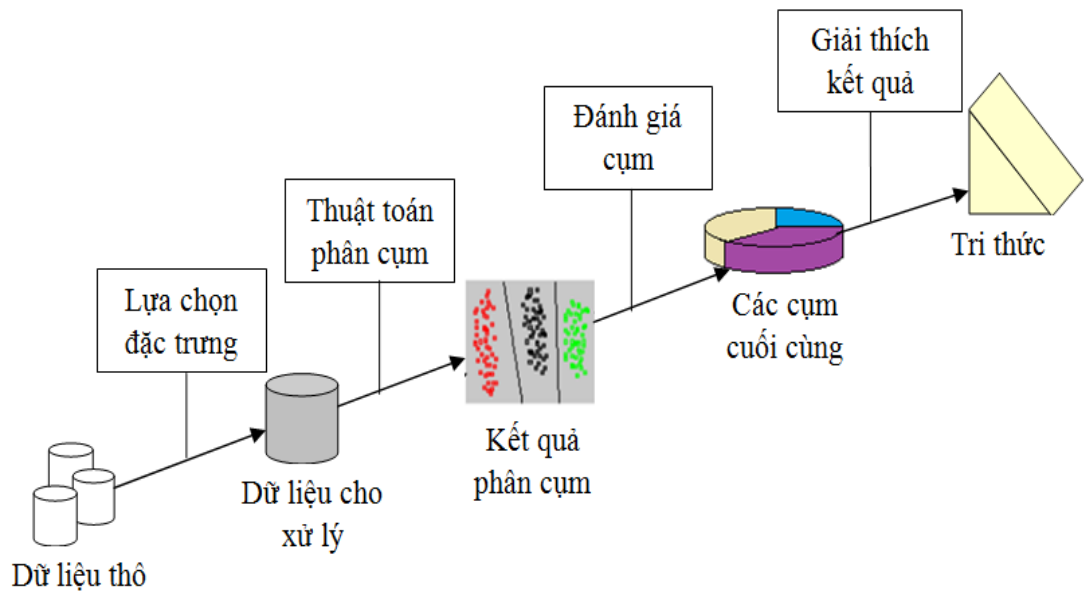 Giải thích
kết quả
Đánh giá
cụm
Thuật toán
phân cụm
Lựa chọn
đặc trưng
Tri thức
Các cụm
cuối cùng
Kết quả
phân cụm
Dữ liệu cho
xử lý
Dữ liệu thô